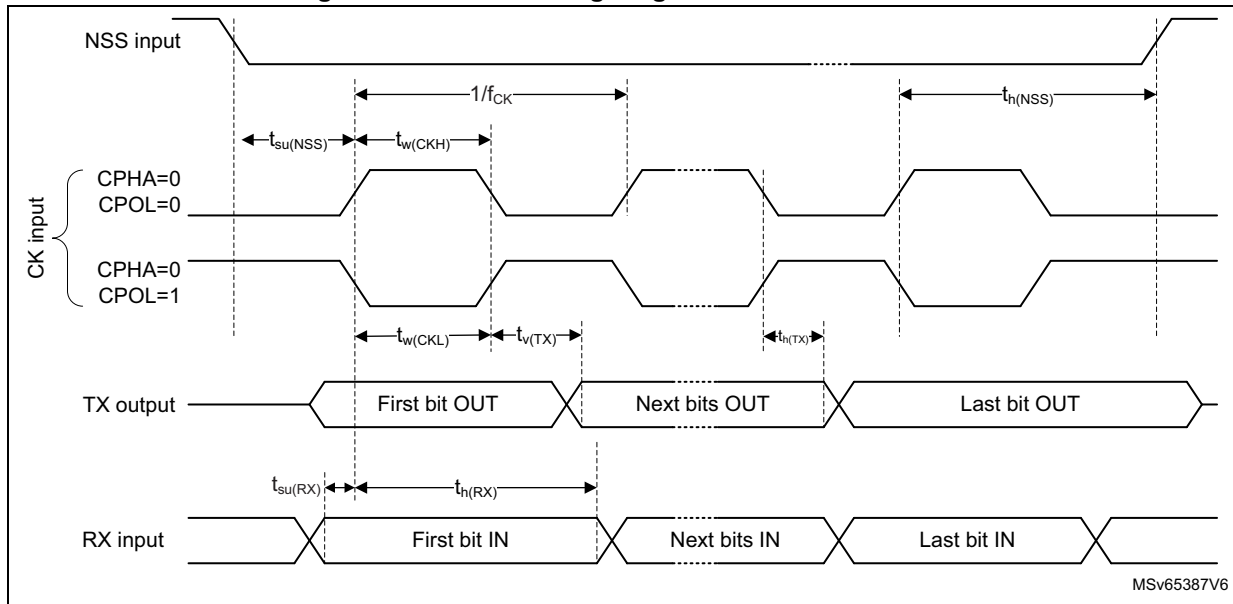 NSS input
1/fCK
th(NSS)
tsu(NSS)
tw(CKH)
CK input
CPHA=0
CPOL=0
CPHA=0
CPOL=1
tw(CKL)
tv(TX)
th(TX)
TX output
First bit OUT
Next bits OUT
Last bit OUT
tsu(RX)
th(RX)
RX input
First bit IN
Next bits IN
Last bit IN
MSv65387V6